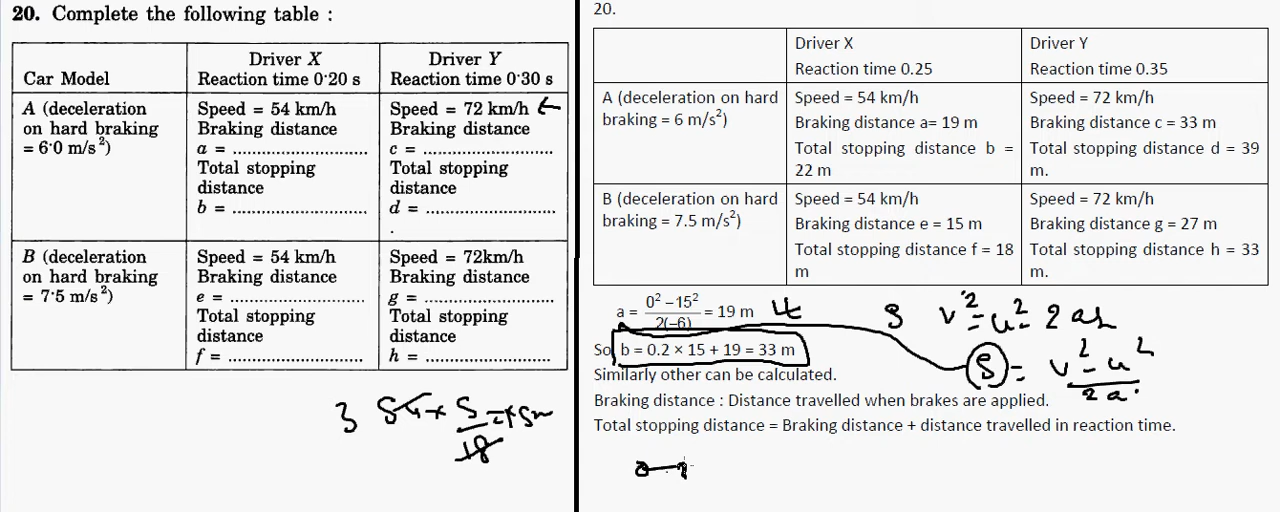 20. Complete the following table :
Car Model
Driver X
Reaction time 0·20 s
Driver Y
Reaction time 0·30 s
A (deceleration
on hard braking
= 6·0 m/s²)
Speed = 54 km/h
Braking distance
a = ..............................
Total stopping
distance
b = ..............................
Speed = 72 km/h
Braking distance
c = ..............................
Total stopping
distance
d = ..............................
B (deceleration
on hard braking
= 7·5 m/s²)
Speed = 54 km/h
Braking distance
e = ..............................
Total stopping
distance
f = ..............................
Speed = 72km/h
Braking distance
g = ..............................
Total stopping
distance
h = ..............................
20.
Driver X
Reaction time 0.25
Driver Y
Reaction time 0.35
A (deceleration on hard
braking = 6 m/s²)
Speed = 54 km/h
Braking distance a= 19 m
Total stopping distance b =
22 m
Speed = 72 km/h
Braking distance c = 33 m
Total stopping distance d = 39
m.
B (deceleration on hard
braking = 7.5 m/s²)
Speed = 54 km/h
Braking distance e = 15 m
Total stopping distance f = 18
m
Speed = 72 km/h
Braking distance g = 27 m
Total stopping distance h = 33
m.
a = 0² −15² / 2(−6) = 19 m
S v² − u² = 2as
So, b = 0.2 × 15 + 19 = 33 m
S = v² − u² / 2a
Similarly other can be calculated.
Braking distance : Distance travelled when brakes are applied.
Total stopping distance = Braking distance + distance travelled in reaction time.